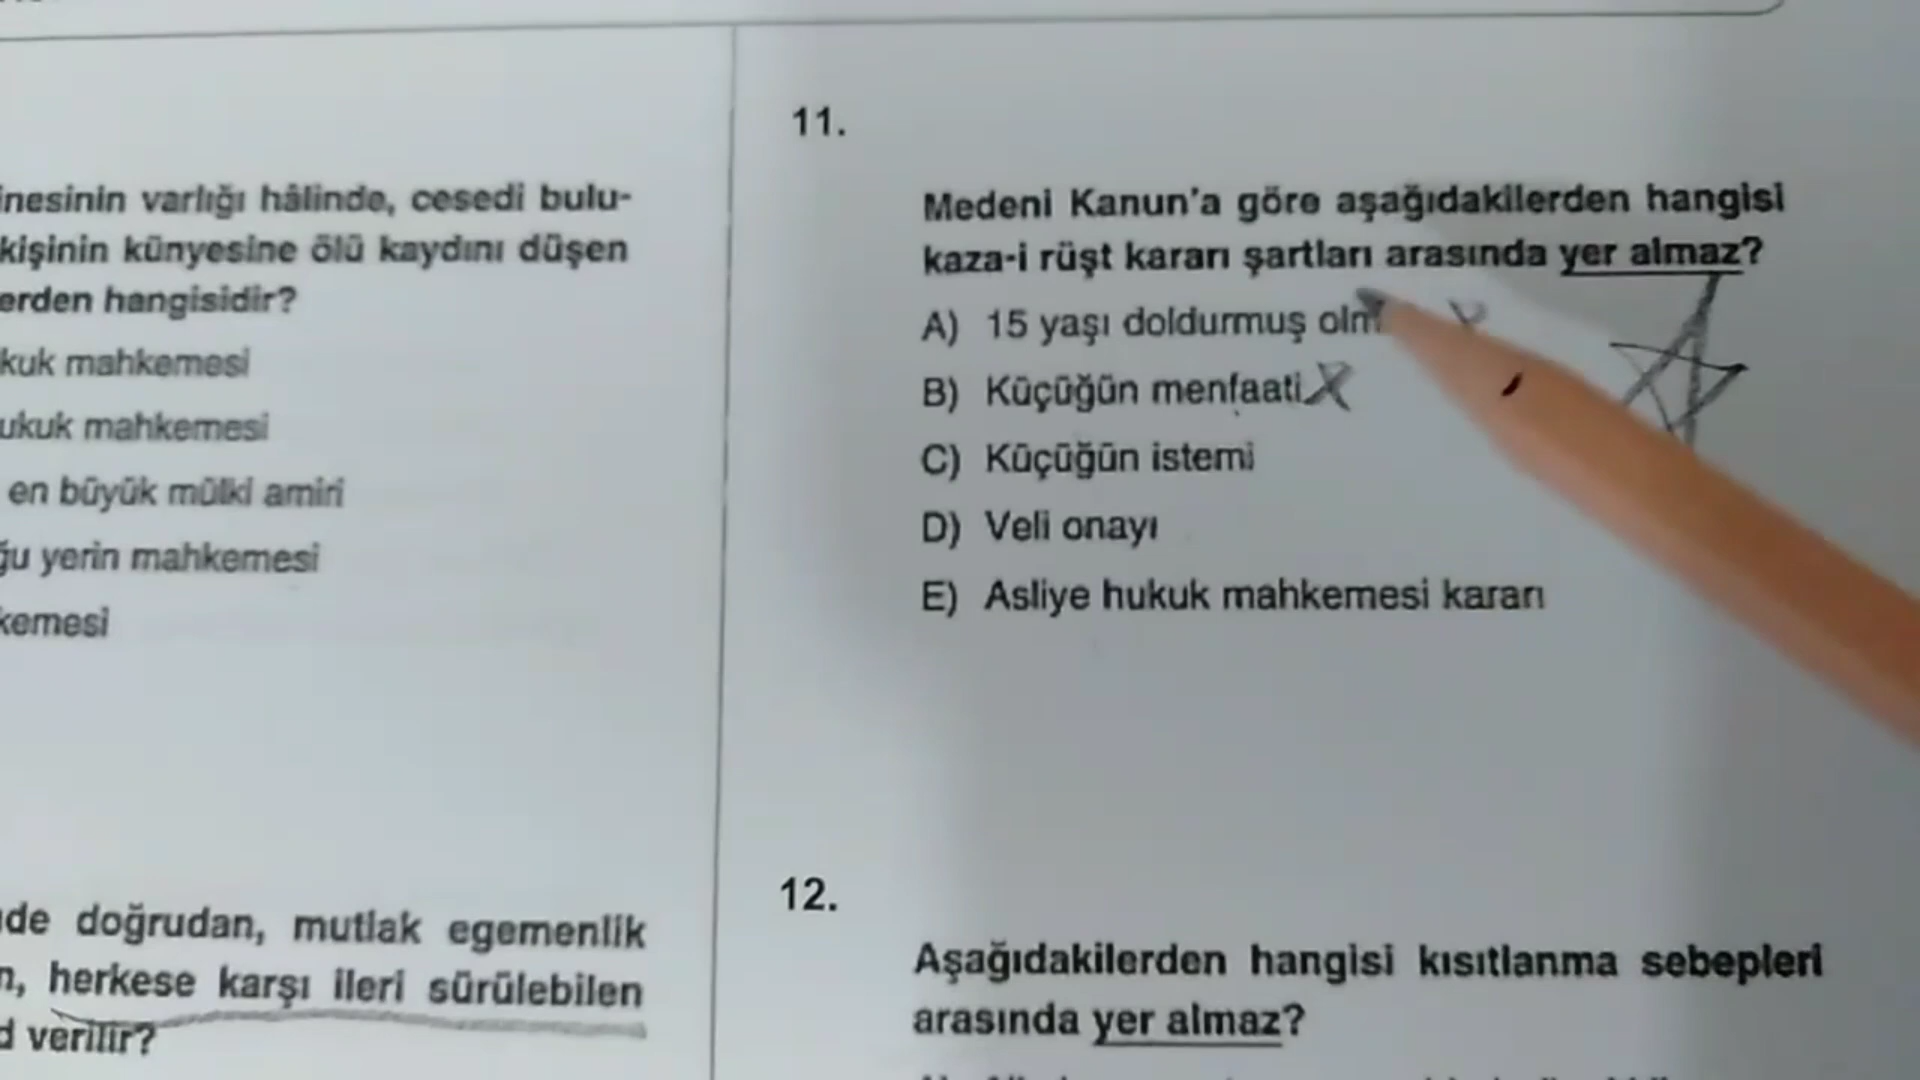 inesinin varlığı hâlinde, cesedi bulu-
kişinin künyesine ölü kaydını düşen
erden hangisidir?
kuk mahkemesi
ukuk mahkemesi
en büyük mülki amiri
ğu yerin mahkemesi
kemesi
de doğrudan, mutlak egemenlik
n, herkese karşı ileri sürülebilen
d verilir?
11.
Medeni Kanun'a göre aşağıdakilerden hangisi
kaza-i rüşt kararı şartları arasında yer almaz?
A) 15 yaşı doldurmuş olm
B) Küçüğün menfaati
C) Küçüğün istemi
D) Veli onayı
E) Asliye hukuk mahkemesi kararı
12.
Aşağıdakilerden hangisi kısıtlanma sebepleri
arasında yer almaz?